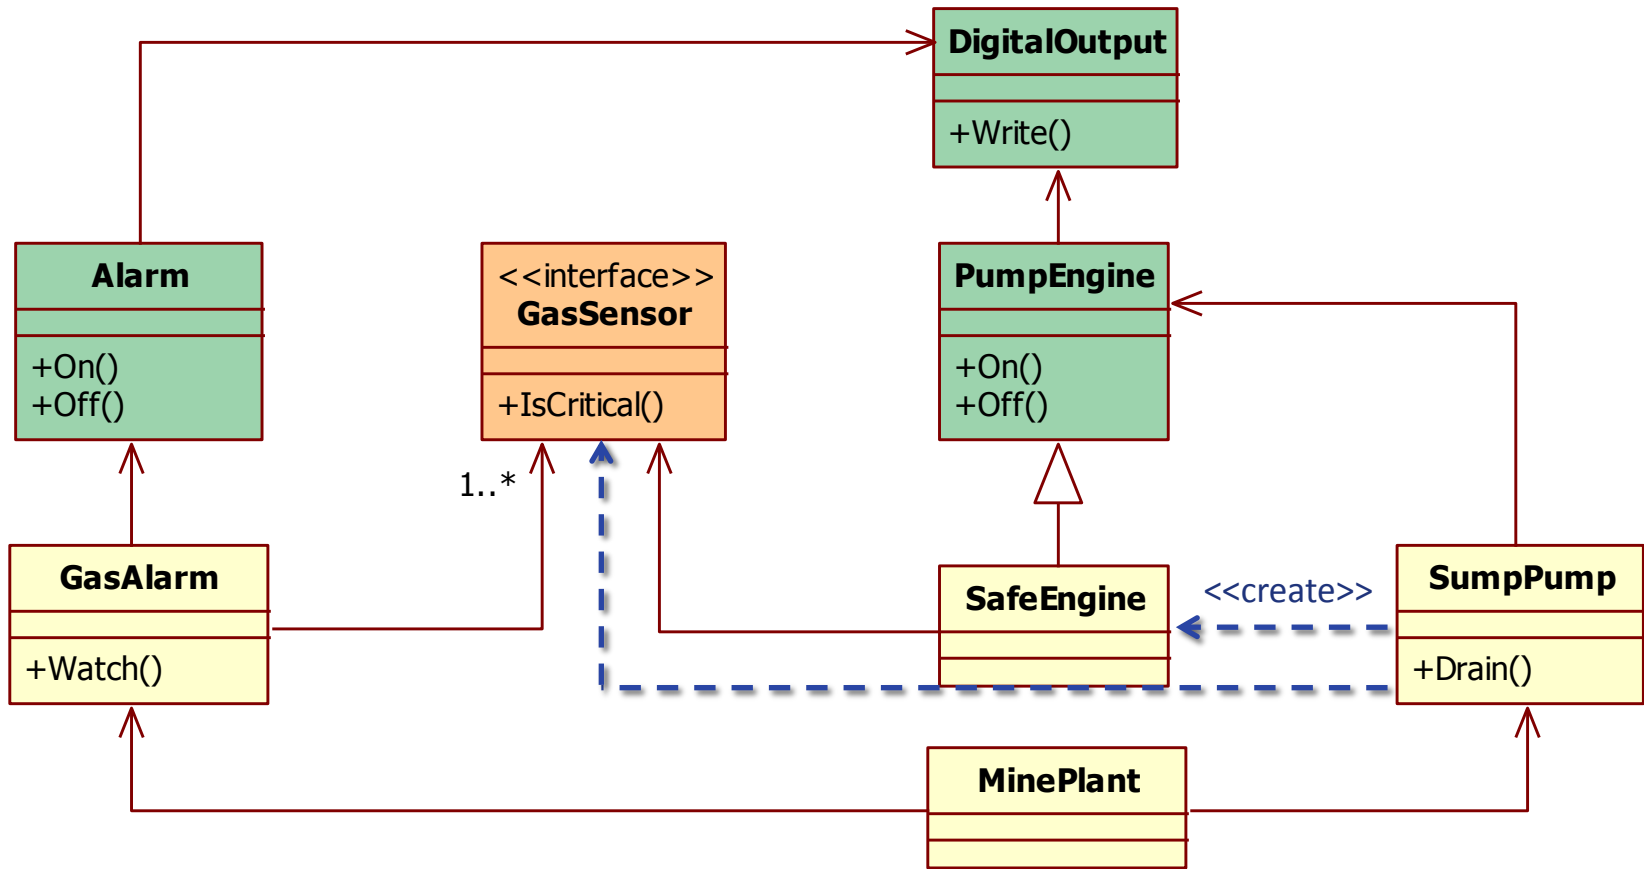 DigitalOutput
+Write()
Alarm
+On()
+Off()
<<interface>>
GasSensor
+IsCritical()
PumpEngine
+On()
+Off()
1..*
GasAlarm
+Watch()
SafeEngine
<<create>>
SumpPump
+Drain()
MinePlant